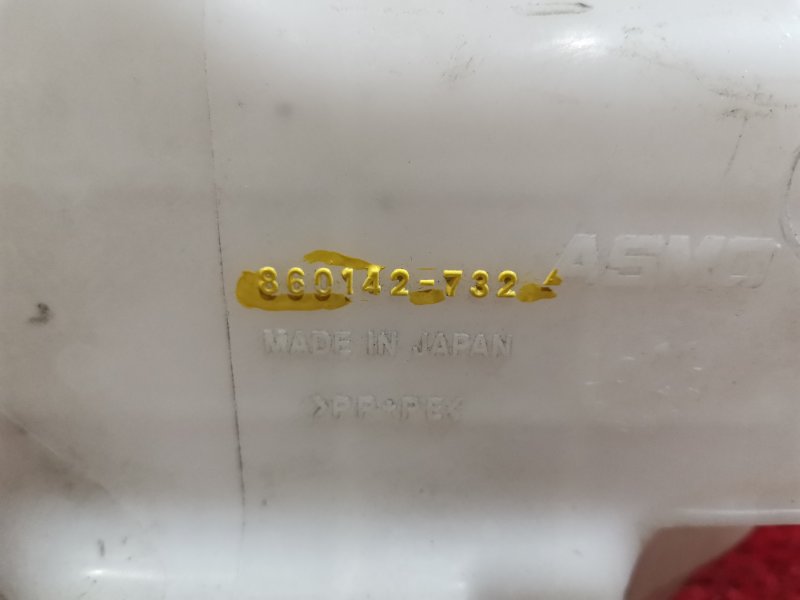 ASMO
860142-732
MADE IN JAPAN
>PP+PE<